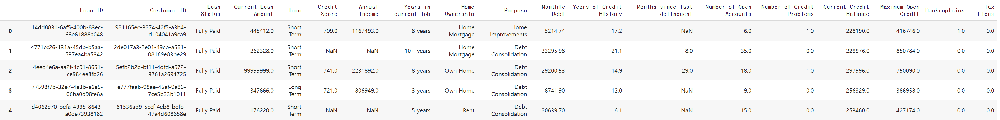 Loan ID Customer ID Loan Status Current Loan Amount Term Credit Score Annual Income Years in current job Home Ownership Purpose Monthly Debt Years of Credit History Months since last delinquent Number of Open Accounts Number of Credit Problems Current Credit Balance Maximum Open Credit Bankruptcies Tax Liens
0 14dd8831-6af5-400b-83ec-68e61888a048 981165ec-3274-42f5-a3b4-d104041a9ca9 Fully Paid 445412.0 Short Term 709.0 1167493.0 8 years Home Mortgage Home Improvements 5214.74 17.2 NaN 6.0 1.0 228190.0 416746.0 1.0 0.0
1 4771cc26-131a-45db-b5aa-537ea4ba5342 2de017a3-2e01-49cb-a581-08169e83be29 Fully Paid 262328.0 Short Term NaN NaN 10+ years Home Mortgage Debt Consolidation 33295.98 21.1 8.0 35.0 0.0 229976.0 850784.0 0.0 0.0
2 4eed4e6a-aa2f-4c91-8651-ce984ee8fb26 5efb2b2b-bf11-4dfd-a572-3761a2694725 Fully Paid 99999999.0 Short Term 741.0 2231892.0 8 years Own Home Debt Consolidation 29200.53 14.9 29.0 18.0 1.0 297996.0 750090.0 0.0 0.0
3 77598f7b-32e7-4e3b-a6e5-06ba0d98fe8a e777faab-98ae-45af-9a86-7ce5b33b1011 Fully Paid 347666.0 Long Term 721.0 806949.0 3 years Own Home Debt Consolidation 8741.90 12.0 NaN 9.0 0.0 256329.0 386958.0 0.0 0.0
4 d4062e70-befa-4995-8643-a0de73938182 81536ad9-5ccf-4eb8-befb-47a4d608658e Fully Paid 176220.0 Short Term NaN NaN 5 years Rent Debt Consolidation 20639.70 6.1 NaN 15.0 0.0 253460.0 427174.0 0.0 0.0